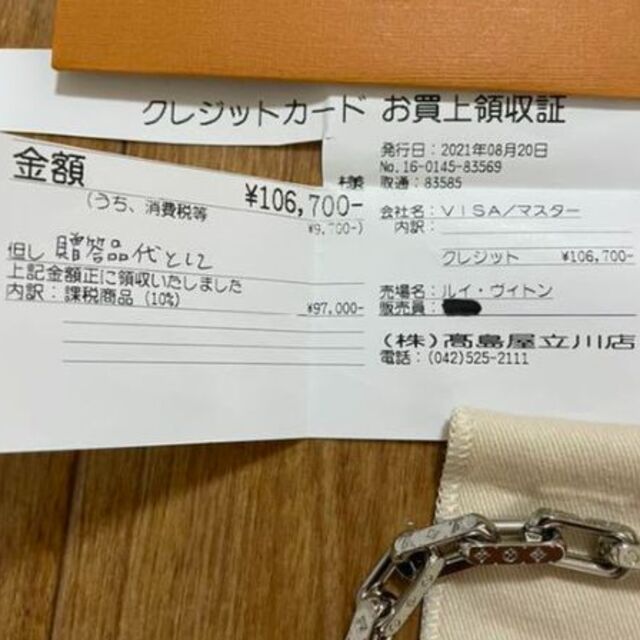 クレジットカード お買上領収証
金額 ¥106,700-
様
(うち、消費税等 ¥9,700-)
但し 贈答品代として
上記金額正に領収いたしました
内訳：課税商品 (10%) ¥97,000-
発行日：2021年08月20日
No.16-0145-83569
取通：83585
会社名：VISA/マスター
内訳：
クレジット ¥106,700-
売場名：ルイ・ヴィトン
販売員：
(株)髙島屋立川店
電話：(042)525-2111